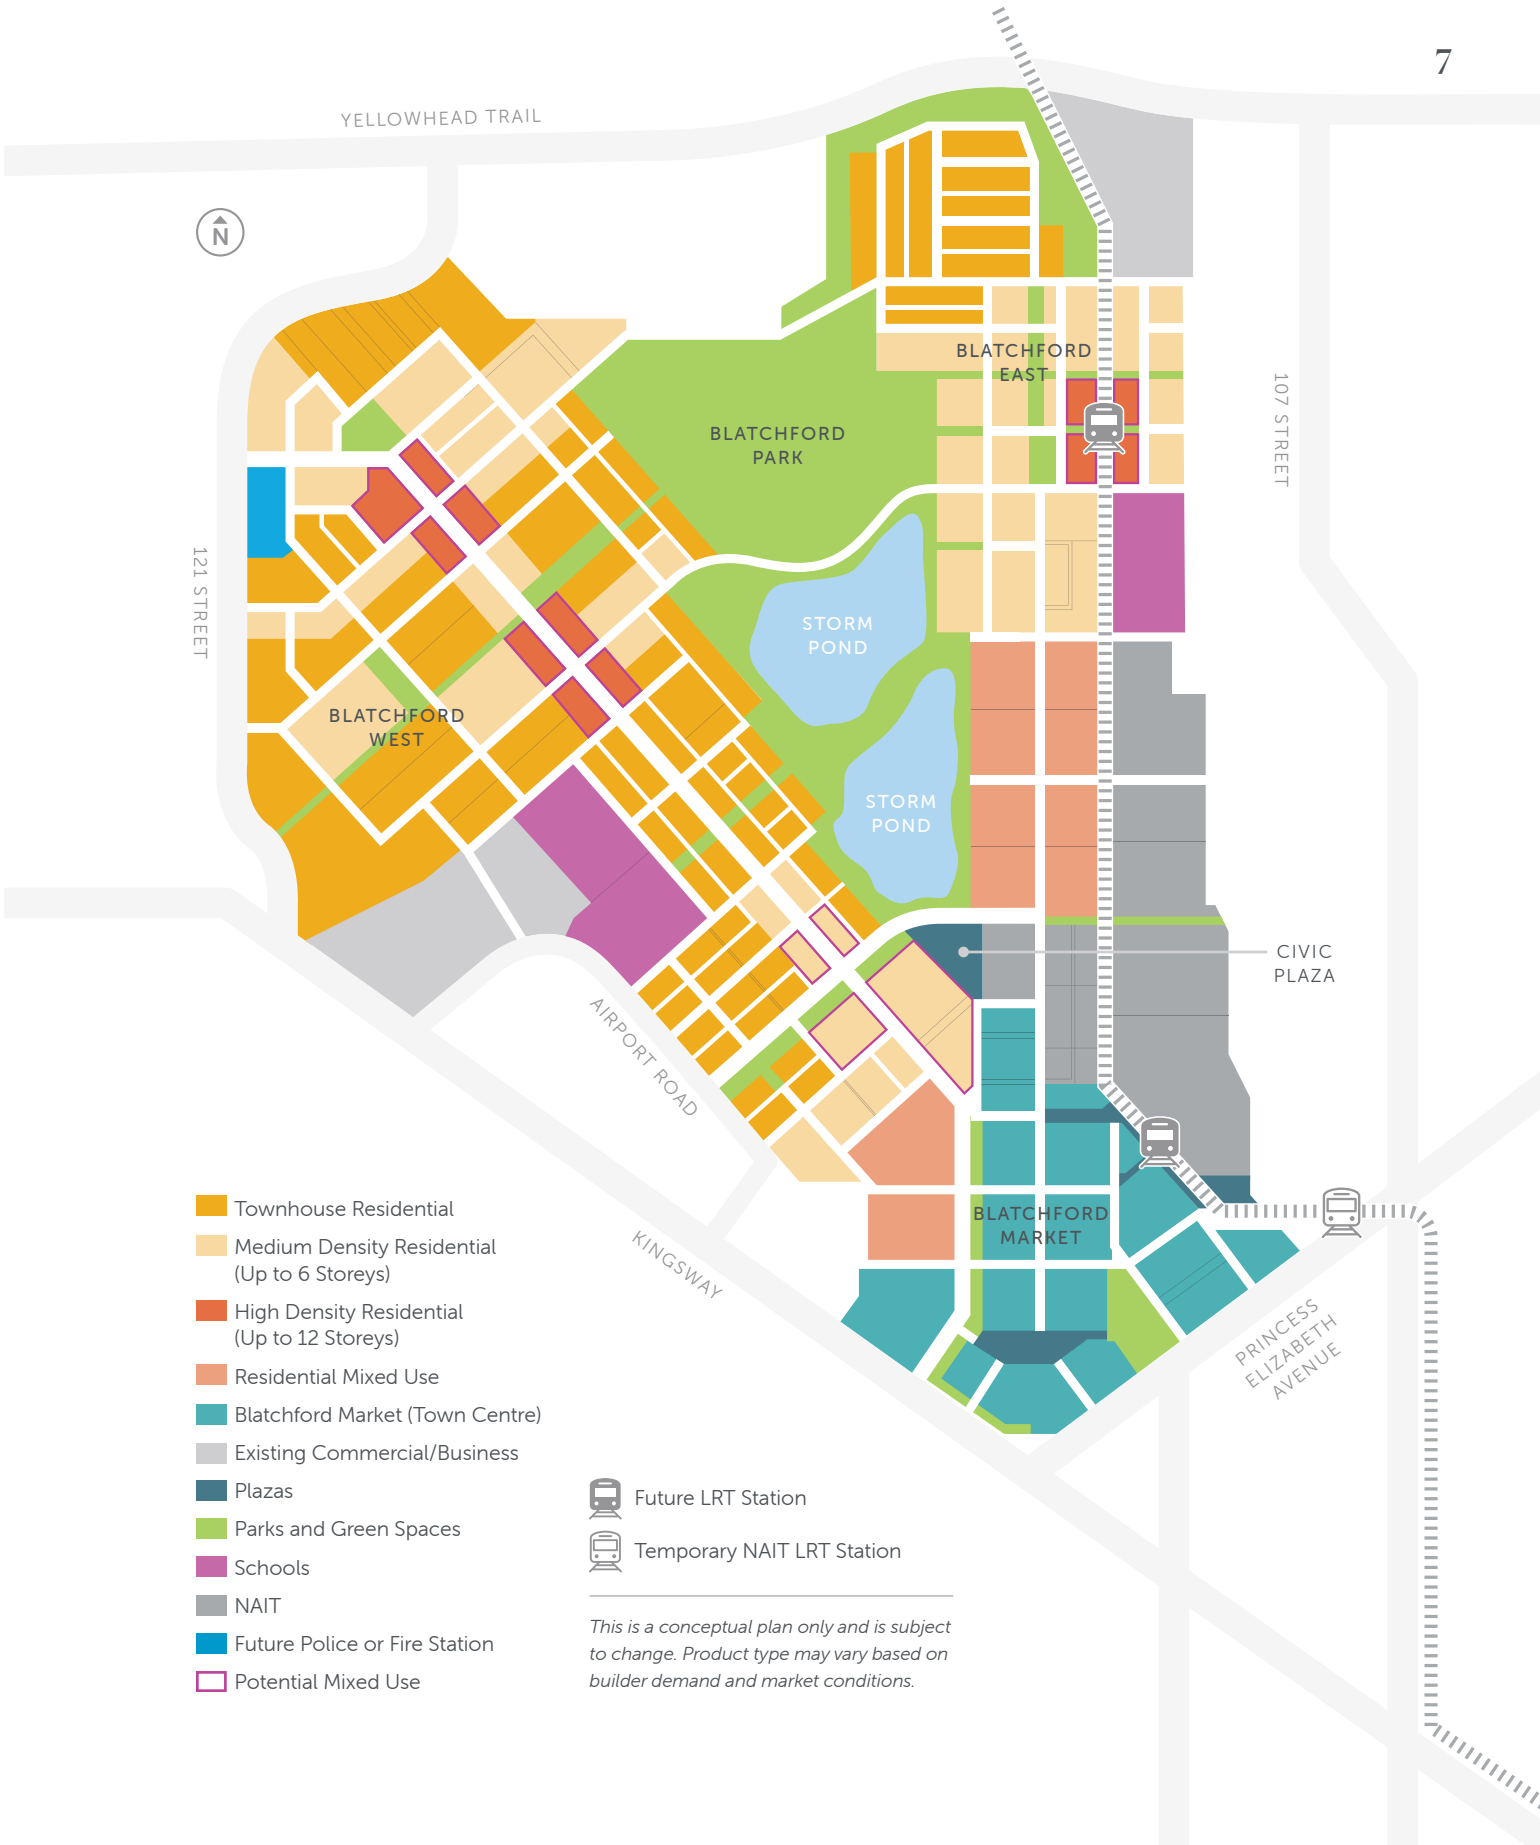 7
YELLOWHEAD TRAIL
N
BLATCHFORD
EAST
107 STREET
BLATCHFORD
PARK
121 STREET
STORM
POND
BLATCHFORD
WEST
STORM
POND
CIVIC
PLAZA
AIRPORT ROAD
BLATCHFORD
MARKET
KINGSWAY
PRINCESS
ELIZABETH
AVENUE
Townhouse Residential
Medium Density Residential
(Up to 6 Storeys)
High Density Residential
(Up to 12 Storeys)
Residential Mixed Use
Blatchford Market (Town Centre)
Existing Commercial/Business
Plazas
Parks and Green Spaces
Schools
NAIT
Future Police or Fire Station
Potential Mixed Use
Future LRT Station
Temporary NAIT LRT Station
This is a conceptual plan only and is subject
to change. Product type may vary based on
builder demand and market conditions.